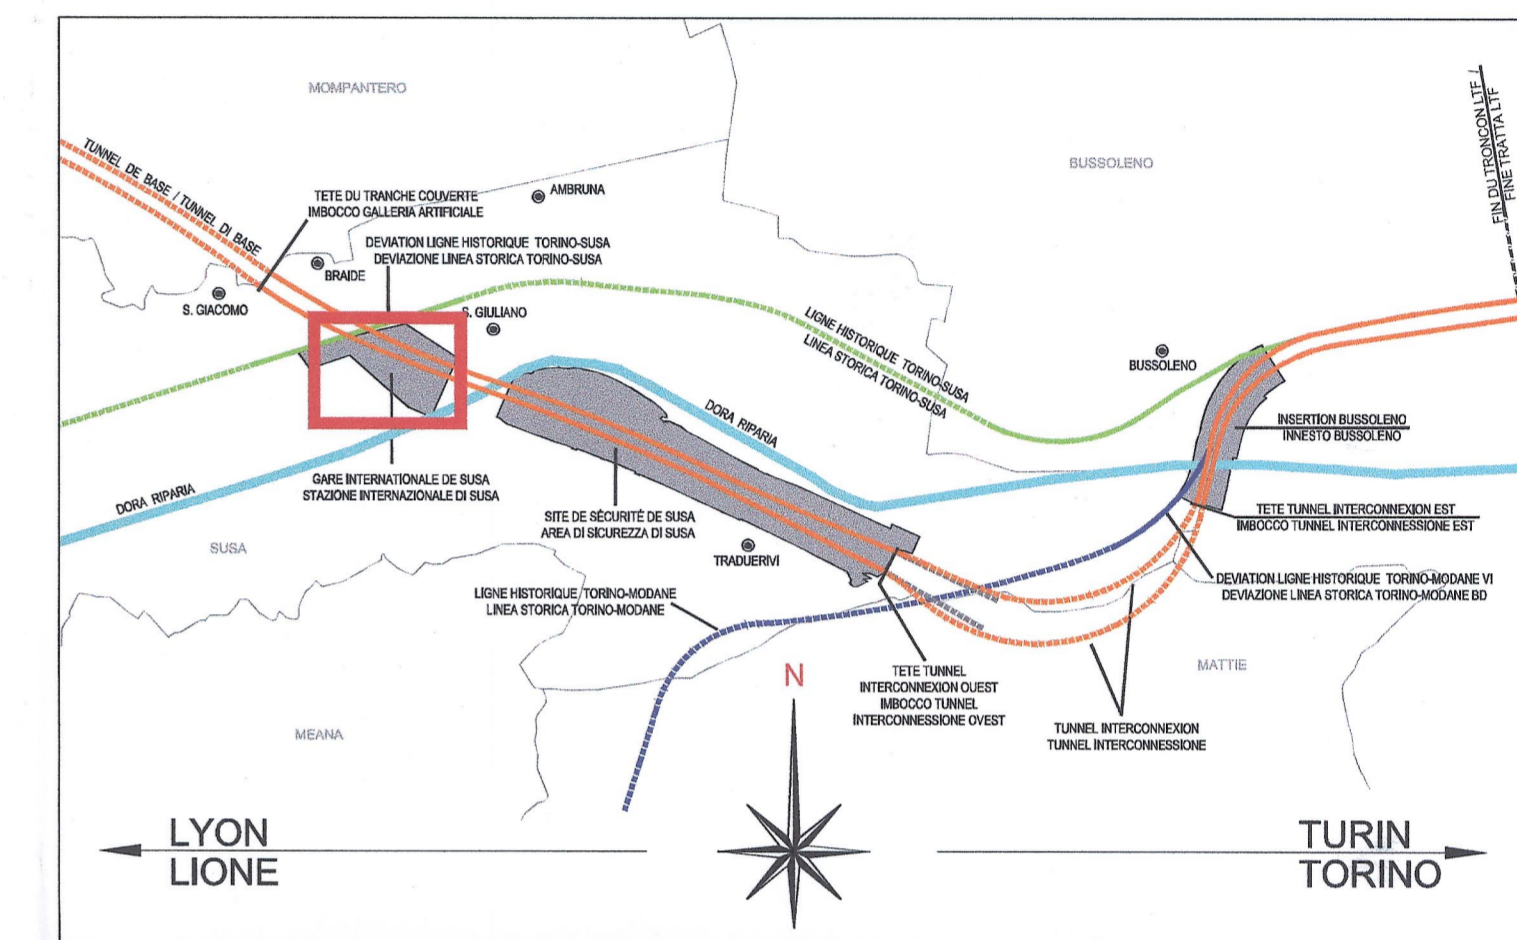 MOMPANTERO
BUSSOLENO
FIN DU TRONCON LTF /
FINE TRATTA LTF
TUNNEL DE BASE / TUNNEL DI BASE
TETE DU TRANCHE COUVERTE
IMBOCCO GALLERIA ARTIFICIALE
AMBRUNA
DEVIATION LIGNE HISTORIQUE TORINO-SUSA
DEVIAZIONE LINEA STORICA TORINO-SUSA
BRAIDE
S. GIACOMO
S. GIULIANO
LIGNE HISTORIQUE TORINO-SUSA
LINEA STORICA TORINO-SUSA
BUSSOLENO
DORA RIPARIA
INSERTION BUSSOLENO
INNESTO BUSSOLENO
GARE INTERNATIONALE DE SUSA
STAZIONE INTERNAZIONALE DI SUSA
DORA RIPARIA
SITE DE SÉCURITÉ DE SUSA
AREA DI SICUREZZA DI SUSA
TETE TUNNEL INTERCONNEXION EST
IMBOCCO TUNNEL INTERCONNESSIONE EST
SUSA
TRADUERIVI
DEVIATION LIGNE HISTORIQUE TORINO-MODANE VI
DEVIAZIONE LINEA STORICA TORINO-MODANE BD
LIGNE HISTORIQUE TORINO-MODANE
LINEA STORICA TORINO-MODANE
MATTIE
TETE TUNNEL
INTERCONNEXION OUEST
IMBOCCO TUNNEL
INTERCONNESSIONE OVEST
N
TUNNEL INTERCONNEXION
TUNNEL INTERCONNESSIONE
MEANA
LYON
LIONE
TURIN
TORINO